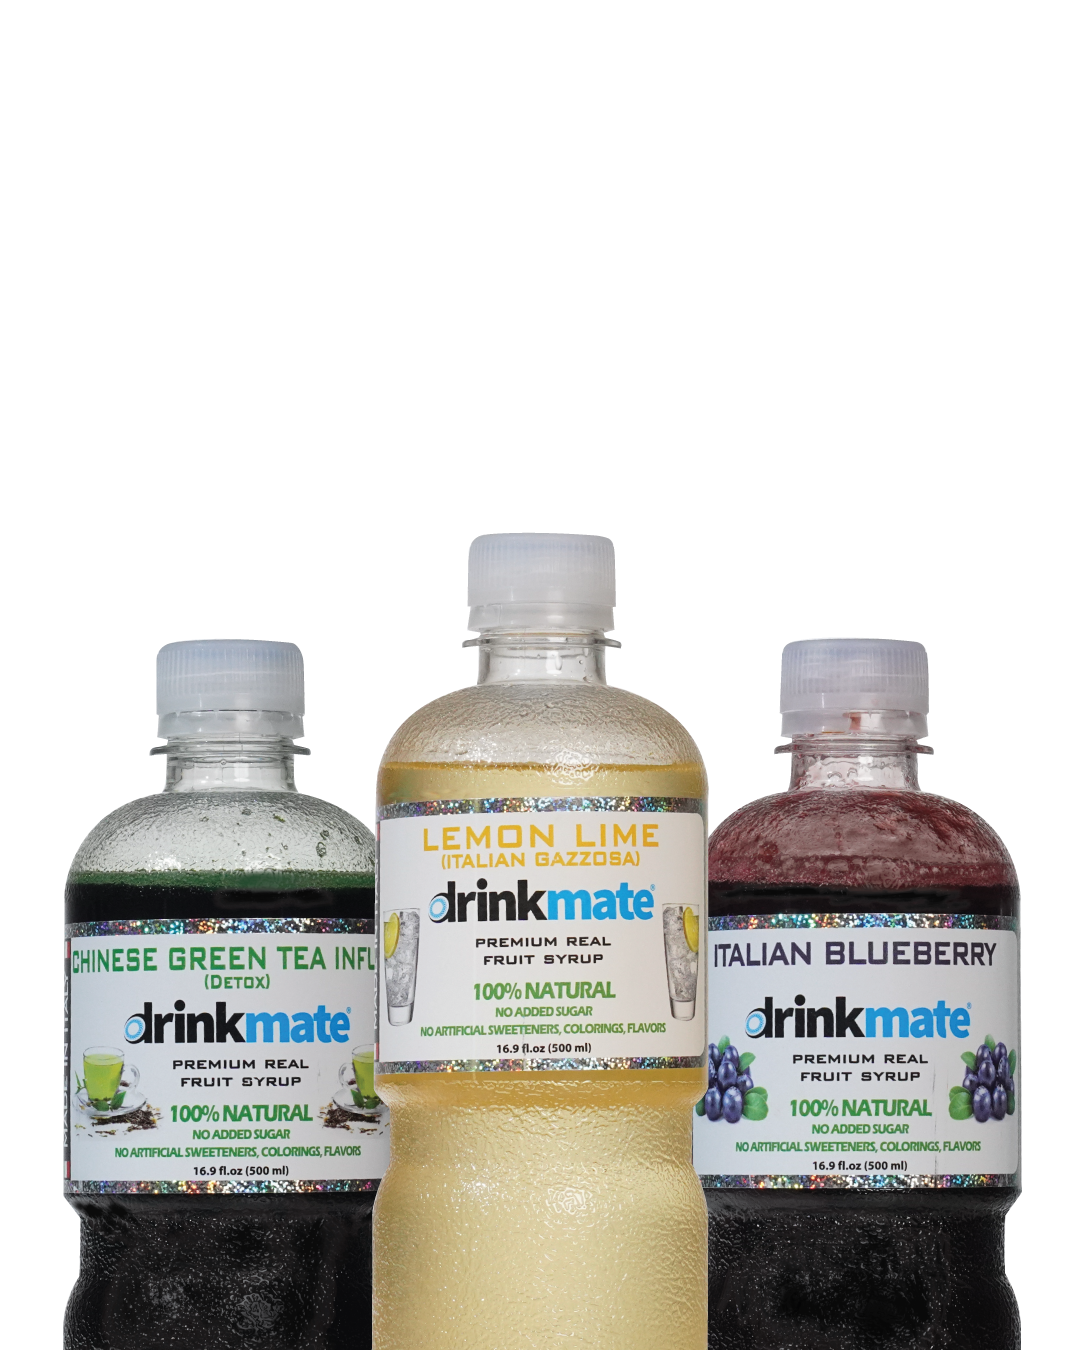 CHINESE GREEN TEA
(DETOX)
drinkmate®
PREMIUM REAL
FRUIT SYRUP
100% NATURAL
NO ADDED SUGAR
NO ARTIFICIAL SWEETENERS, COLORINGS, FLAVORS
16.9 fl.oz (500 ml)
MADE IN ITALY
LEMON LIME
(ITALIAN GAZZOSA)
drinkmate®
PREMIUM REAL
FRUIT SYRUP
100% NATURAL
NO ADDED SUGAR
NO ARTIFICIAL SWEETENERS, COLORINGS, FLAVORS
16.9 fl.oz (500 ml)
ITALIAN BLUEBERRY
drinkmate®
PREMIUM REAL
FRUIT SYRUP
100% NATURAL
NO ADDED SUGAR
NO ARTIFICIAL SWEETENERS, COLORINGS, FLAVORS
16.9 fl.oz (500 ml)